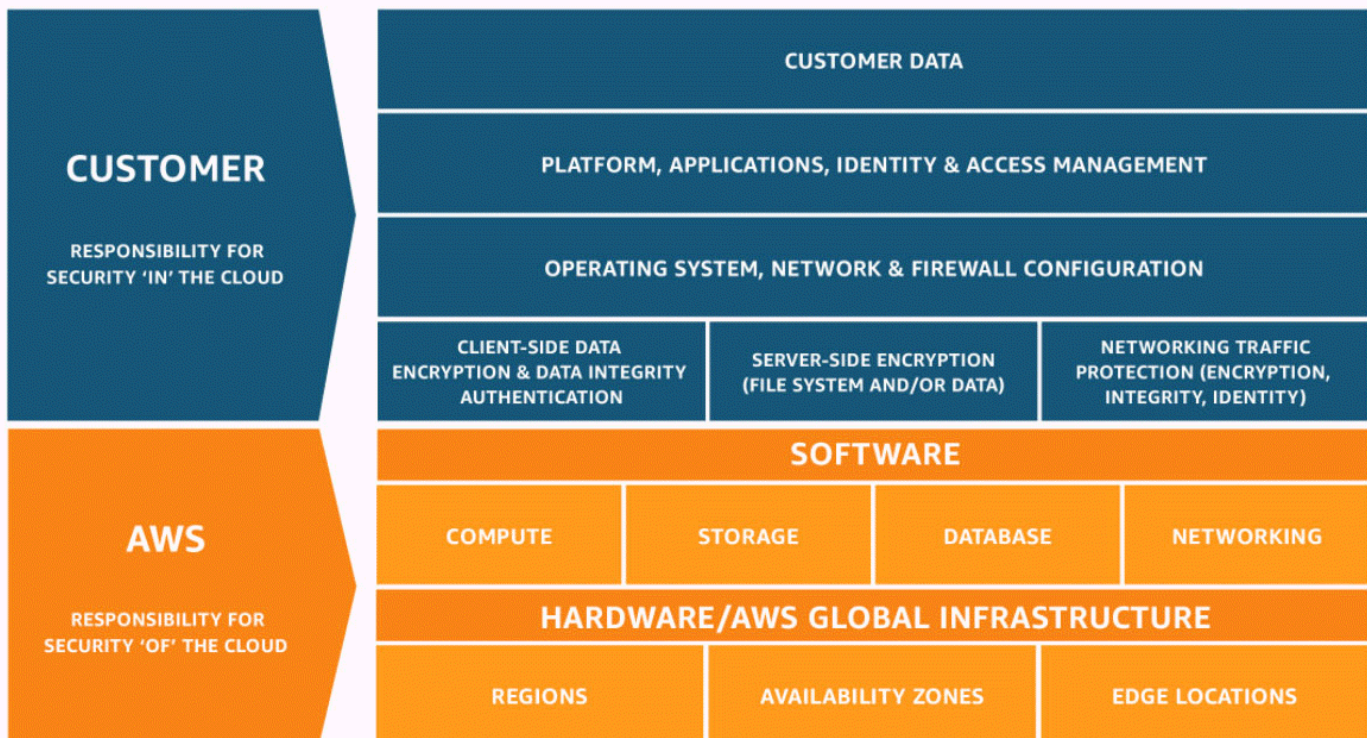 CUSTOMER
RESPONSIBILITY FOR
SECURITY ‘IN’ THE CLOUD
CUSTOMER DATA
PLATFORM, APPLICATIONS, IDENTITY & ACCESS MANAGEMENT
OPERATING SYSTEM, NETWORK & FIREWALL CONFIGURATION
CLIENT-SIDE DATA
ENCRYPTION & DATA INTEGRITY
AUTHENTICATION
SERVER-SIDE ENCRYPTION
(FILE SYSTEM AND/OR DATA)
NETWORKING TRAFFIC
PROTECTION (ENCRYPTION,
INTEGRITY, IDENTITY)
AWS
RESPONSIBILITY FOR
SECURITY ‘OF’ THE CLOUD
SOFTWARE
COMPUTE
STORAGE
DATABASE
NETWORKING
HARDWARE/AWS GLOBAL INFRASTRUCTURE
REGIONS
AVAILABILITY ZONES
EDGE LOCATIONS